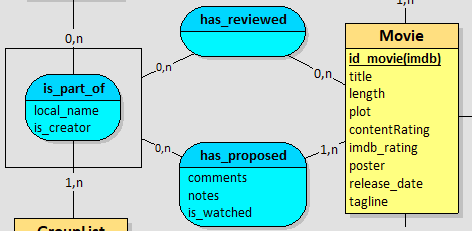 1,n
has_reviewed
Movie
0,n
id_movie(imdb)
0,n
0,n
title
is_part_of
length
local_name
plot
is_creator
contentRating
0,n
has_proposed
1,n
imdb_rating
comments
poster
1,n
notes
release_date
is_watched
tagline
GroupList